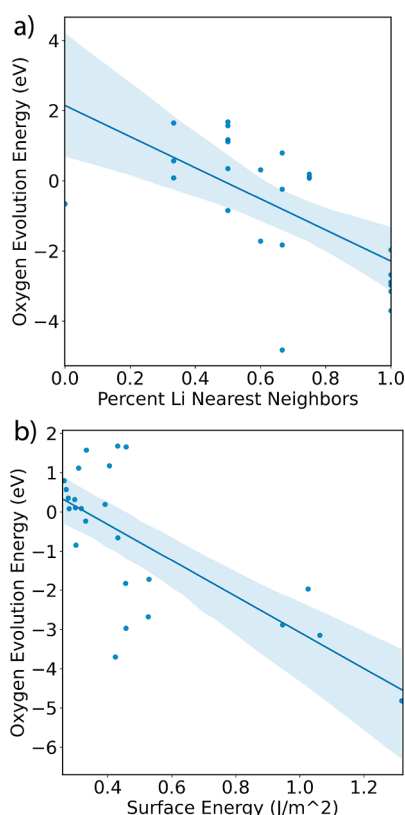 a)
Oxygen Evolution Energy (eV)
4
2
0
−2
−4
0.0 0.2 0.4 0.6 0.8 1.0
Percent Li Nearest Neighbors
b)
Oxygen Evolution Energy (eV)
2
1
0
−1
−2
−3
−4
−5
−6
0.4 0.6 0.8 1.0 1.2
Surface Energy (J/m^2)